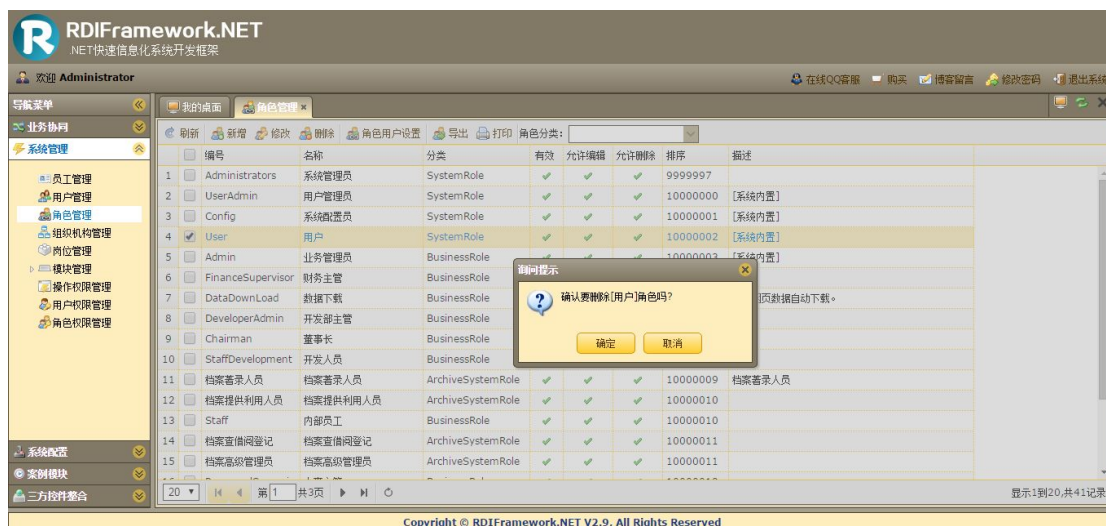 RDIFramework.NET
.NET快速信息化系统开发框架
欢迎 Administrator 在线QQ客服 购买 博客留言 修改密码 退出系统
导航菜单 我的桌面 角色管理
业务协同
系统管理
员工管理
用户管理
角色管理
组织机构管理
岗位管理
模块管理
操作权限管理
用户权限管理
角色权限管理
系统配置
案例模块
三方控件整合
刷新 新增 修改 删除 角色用户设置 导出 打印 角色分类:
编号 名称 分类 有效 允许编辑 允许删除 排序 描述
1 Administrators 系统管理员 SystemRole 9999997
2 UserAdmin 用户管理员 SystemRole 10000000 [系统内置]
3 Config 系统配置员 SystemRole 10000001 [系统内置]
4 User 用户 SystemRole 10000002 [系统内置]
5 Admin 业务管理员 BusinessRole 10000003 [系统内置]
6 FinanceSupervisor 财务主管 BusinessRole
7 DataDownLoad 数据下载 BusinessRole 页数据自动下载。
8 DeveloperAdmin 开发部主管 BusinessRole
9 Chairman 董事长 BusinessRole
10 StaffDevelopment 开发人员 BusinessRole
11 档案著录人员 档案著录人员 ArchiveSystemRole 10000009 档案著录人员
12 档案提供利用人员 档案提供利用人员 ArchiveSystemRole 10000010
13 Staff 内部员工 BusinessRole 10000010
14 档案查借阅登记 档案查借阅登记 ArchiveSystemRole 10000011
15 档案高级管理员 档案高级管理员 ArchiveSystemRole 10000011
询问提示
确认要删除[用户]角色吗?
确定 取消
20 第 1 共3页 显示1到20,共41记录
Copyright © RDIFramework.NET V2.9. All Rights Reserved